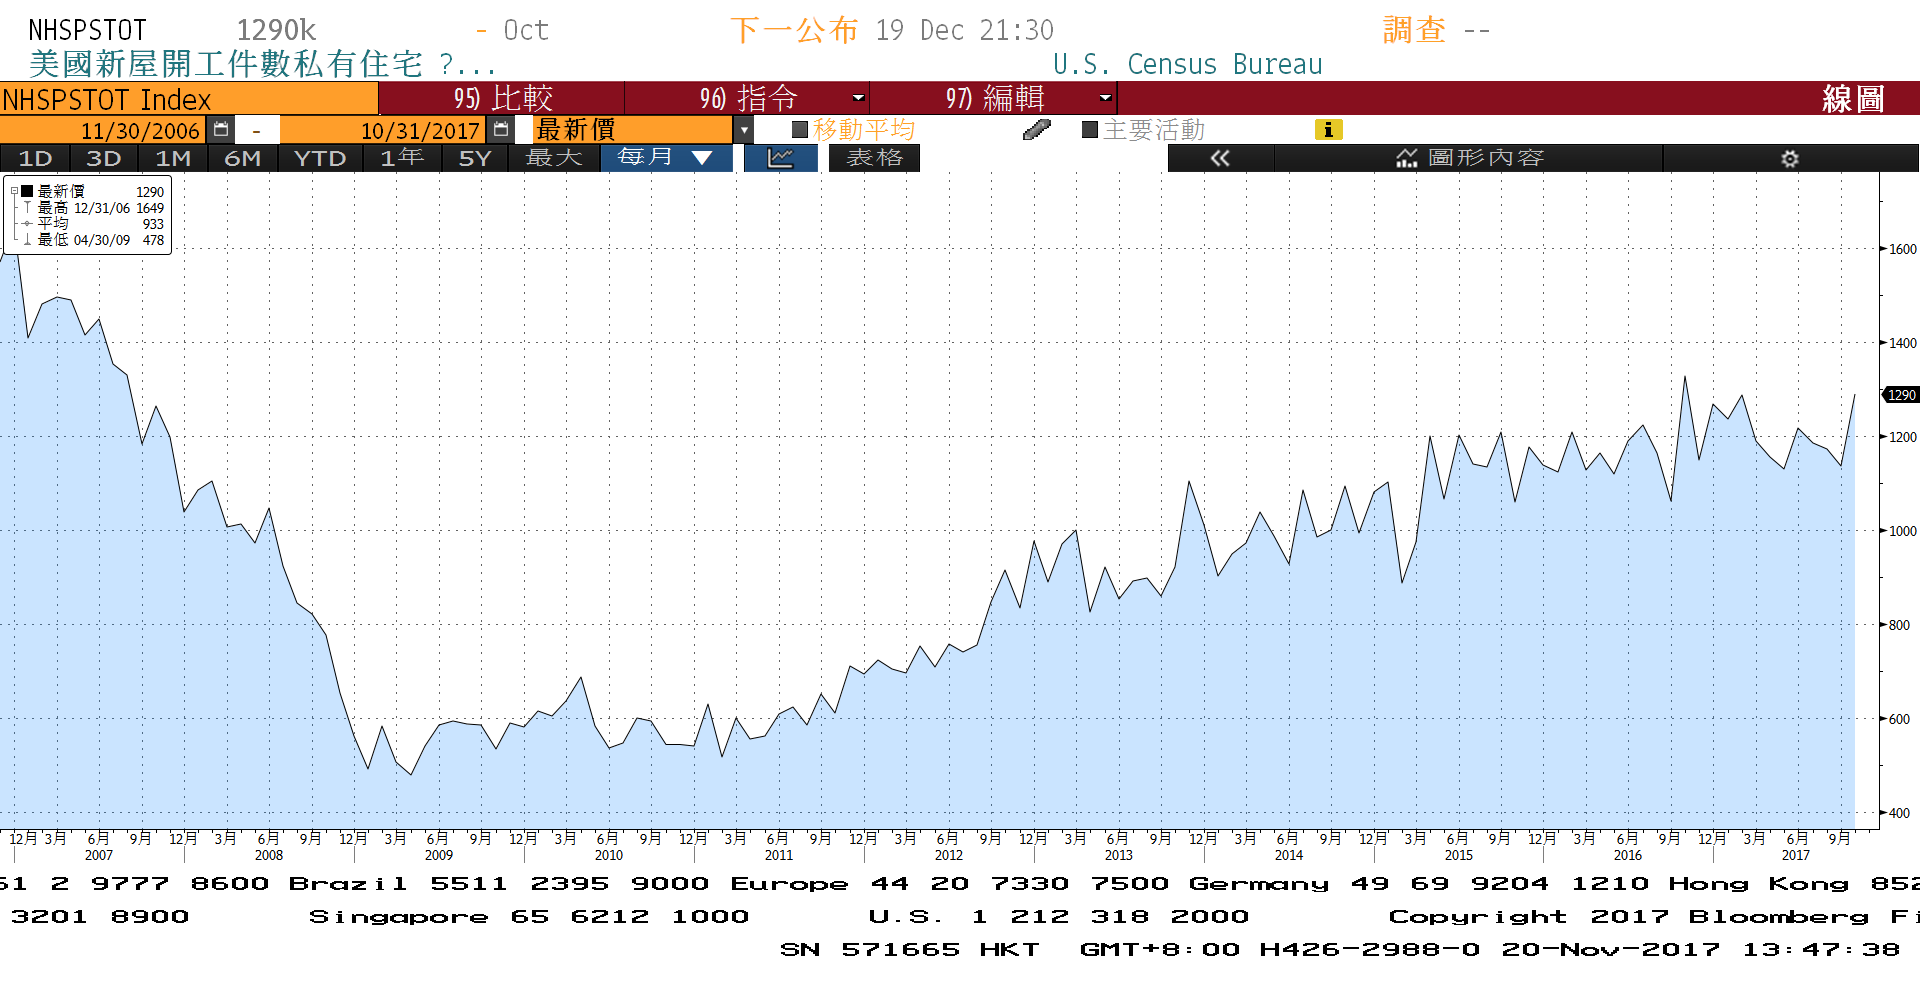 NHSPSTOT 1290k - Oct 下一公布 19 Dec 21:30 調查 --
美國新屋開工件數私有住宅 ?... U.S. Census Bureau
NHSPSTOT Index 95) 比較 96) 指令 97) 編輯 線圖
11/30/2006 - 10/31/2017 最新價 移動平均 主要活動
1D 3D 1M 6M YTD 1年 5Y 最大 每月 ▼ 表格 « 圖形內容
最新價 1290
最高 12/31/06 1649
平均 933
最低 04/30/09 478
1600
1400
1290
1200
1000
800
600
400
12月 3月 6月 9月 12月 3月 6月 9月 12月 3月 6月 9月 12月 3月 6月 9月 12月 3月 6月 9月 12月 3月 6月 9月 12月 3月 6月 9月 12月 3月 6月 9月 12月 3月 6月 9月 12月 3月 6月 9月 12月 3月 6月 9月
2007 2008 2009 2010 2011 2012 2013 2014 2015 2016 2017
61 2 9777 8600 Brazil 5511 2395 9000 Europe 44 20 7330 7500 Germany 49 69 9204 1210 Hong Kong 852
3201 8900 Singapore 65 6212 1000 U.S. 1 212 318 2000 Copyright 2017 Bloomberg Fi
SN 571665 HKT GMT+8:00 H426-2988-0 20-Nov-2017 13:47:38